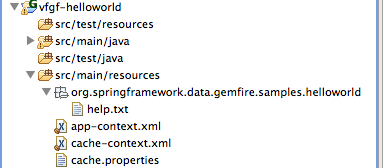 vfgf-helloworld
src/test/resources
src/main/java
src/test/java
src/main/resources
org.springframework.data.gemfire.samples.helloworld
help.txt
app-context.xml
cache-context.xml
cache.properties